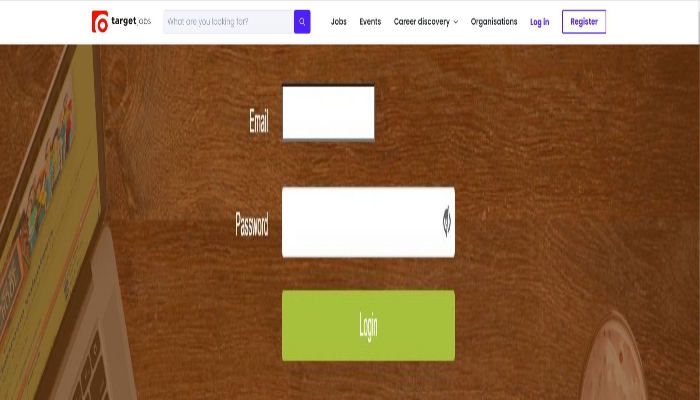 targetjobs What are you looking for? Jobs Events Career discovery Organisations Log in Register
Email
Password
Login